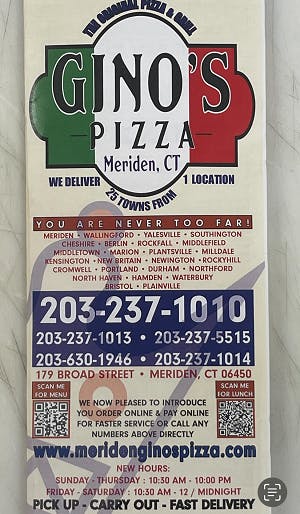 THE ORIGINAL PIZZA & GRILL
GINO'S
PIZZA
Meriden, CT
WE DELIVER 1 LOCATION
25 TOWNS FROM
YOU ARE NEVER TOO FAR!
MERIDEN • WALLINGFORD • YALESVILLE • SOUTHINGTON
CHESHIRE • BERLIN • ROCKFALL • MIDDLEFIELD
MIDDLETOWN • MARION • PLANTSVILLE • MILLDALE
KENSINGTON • NEW BRITAIN • NEWINGTON • ROCKYHILL
CROMWELL • PORTLAND • DURHAM • NORTHFORD
NORTH HAVEN • HAMDEN • WATERBURY
BRISTOL • PLAINVILLE
203-237-1010
203-237-1013 • 203-237-5515
203-630-1946 • 203-237-1014
179 BROAD STREET • MERIDEN, CT 06450
SCAN ME
FOR MENU
SCAN ME
FOR LUNCH
WE NOW PLEASED TO INTRODUCE
YOU ORDER ONLINE & PAY ONLINE
FOR FASTER SERVICE OR CALL ANY
NUMBERS ABOVE DIRECTLY
www.meridenginospizza.com
NEW HOURS:
SUNDAY - THURSDAY : 10:30 AM - 10:00 PM
FRIDAY - SATURDAY : 10:30 AM - 12 / MIDNIGHT
PICK UP - CARRY OUT - FAST DELIVERY